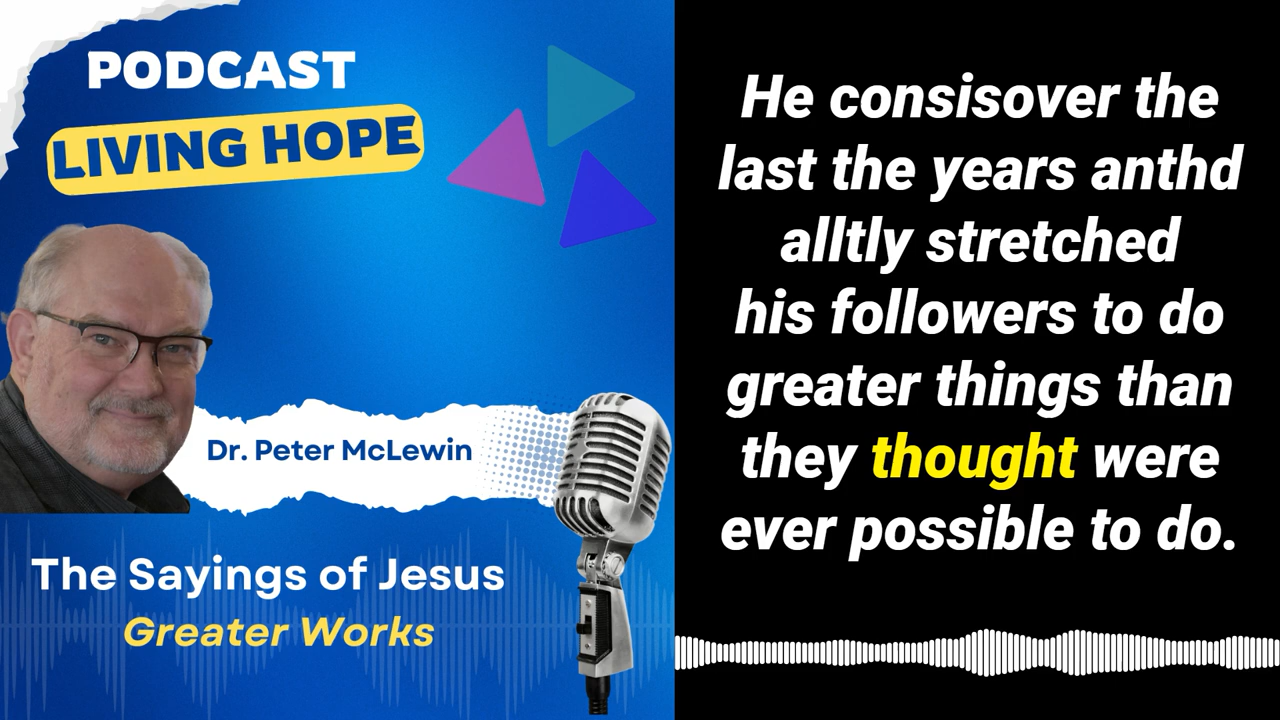 PODCAST
LIVING HOPE
Dr. Peter McLewin
The Sayings of Jesus
Greater Works
He consisover the
last the years anthd
alltly stretched
his followers to do
greater things than
they thought were
ever possible to do.